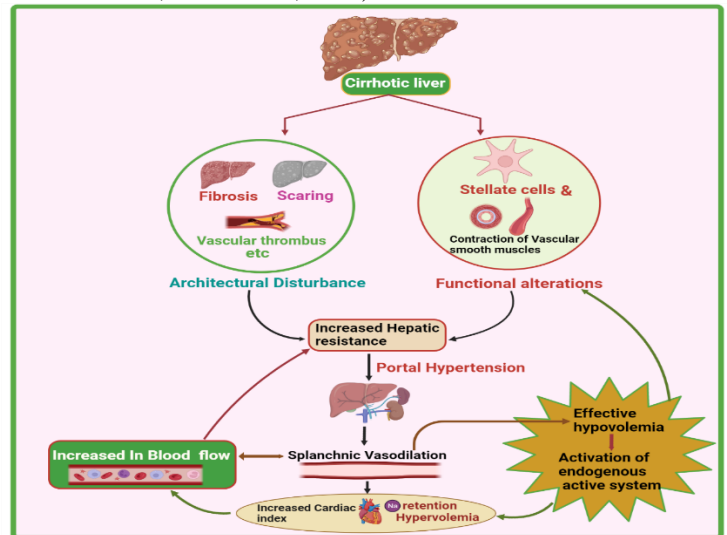 Cirrhotic liver
Fibrosis
Scaring
Vascular thrombus
etc
Stellate cells &
Contraction of Vascular
smooth muscles
Architectural Disturbance
Functional alterations
Increased Hepatic
resistance
Portal Hypertension
Effective
hypovolemia
Activation of
endogenous
active system
Increased In Blood flow
Splanchnic Vasodilation
Increased Cardiac
index
Na retention
Hypervolemia